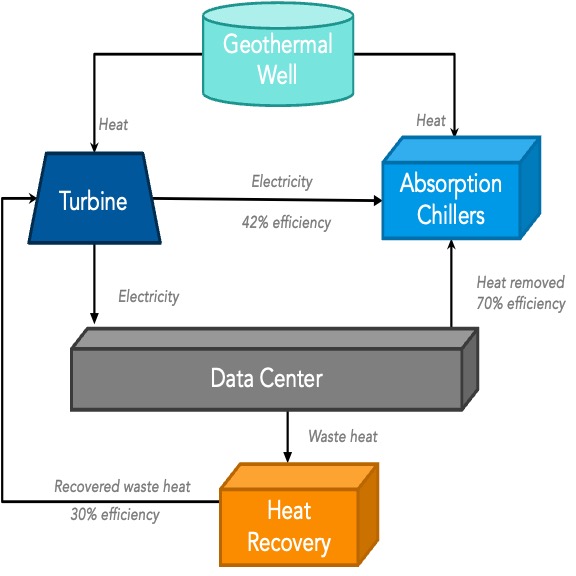 Geothermal
Well
Heat
Heat
Turbine
Electricity
42% efficiency
Absorption
Chillers
Electricity
Heat removed
70% efficiency
Data Center
Waste heat
Recovered waste heat
30% efficiency
Heat
Recovery